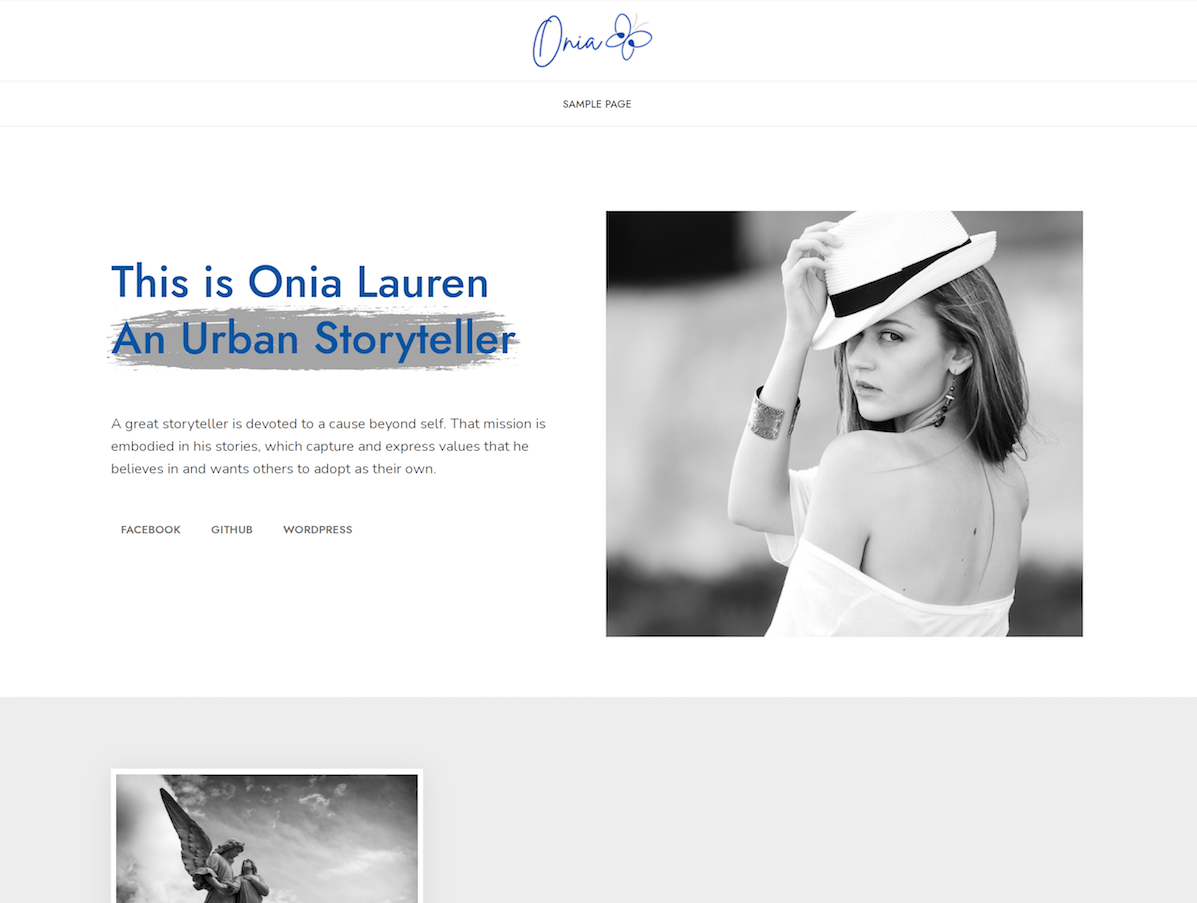 Onia
SAMPLE PAGE
This is Onia Lauren
An Urban Storyteller
A great storyteller is devoted to a cause beyond self. That mission is
embodied in his stories, which capture and express values that he
believes in and wants others to adopt as their own.
FACEBOOK GITHUB WORDPRESS